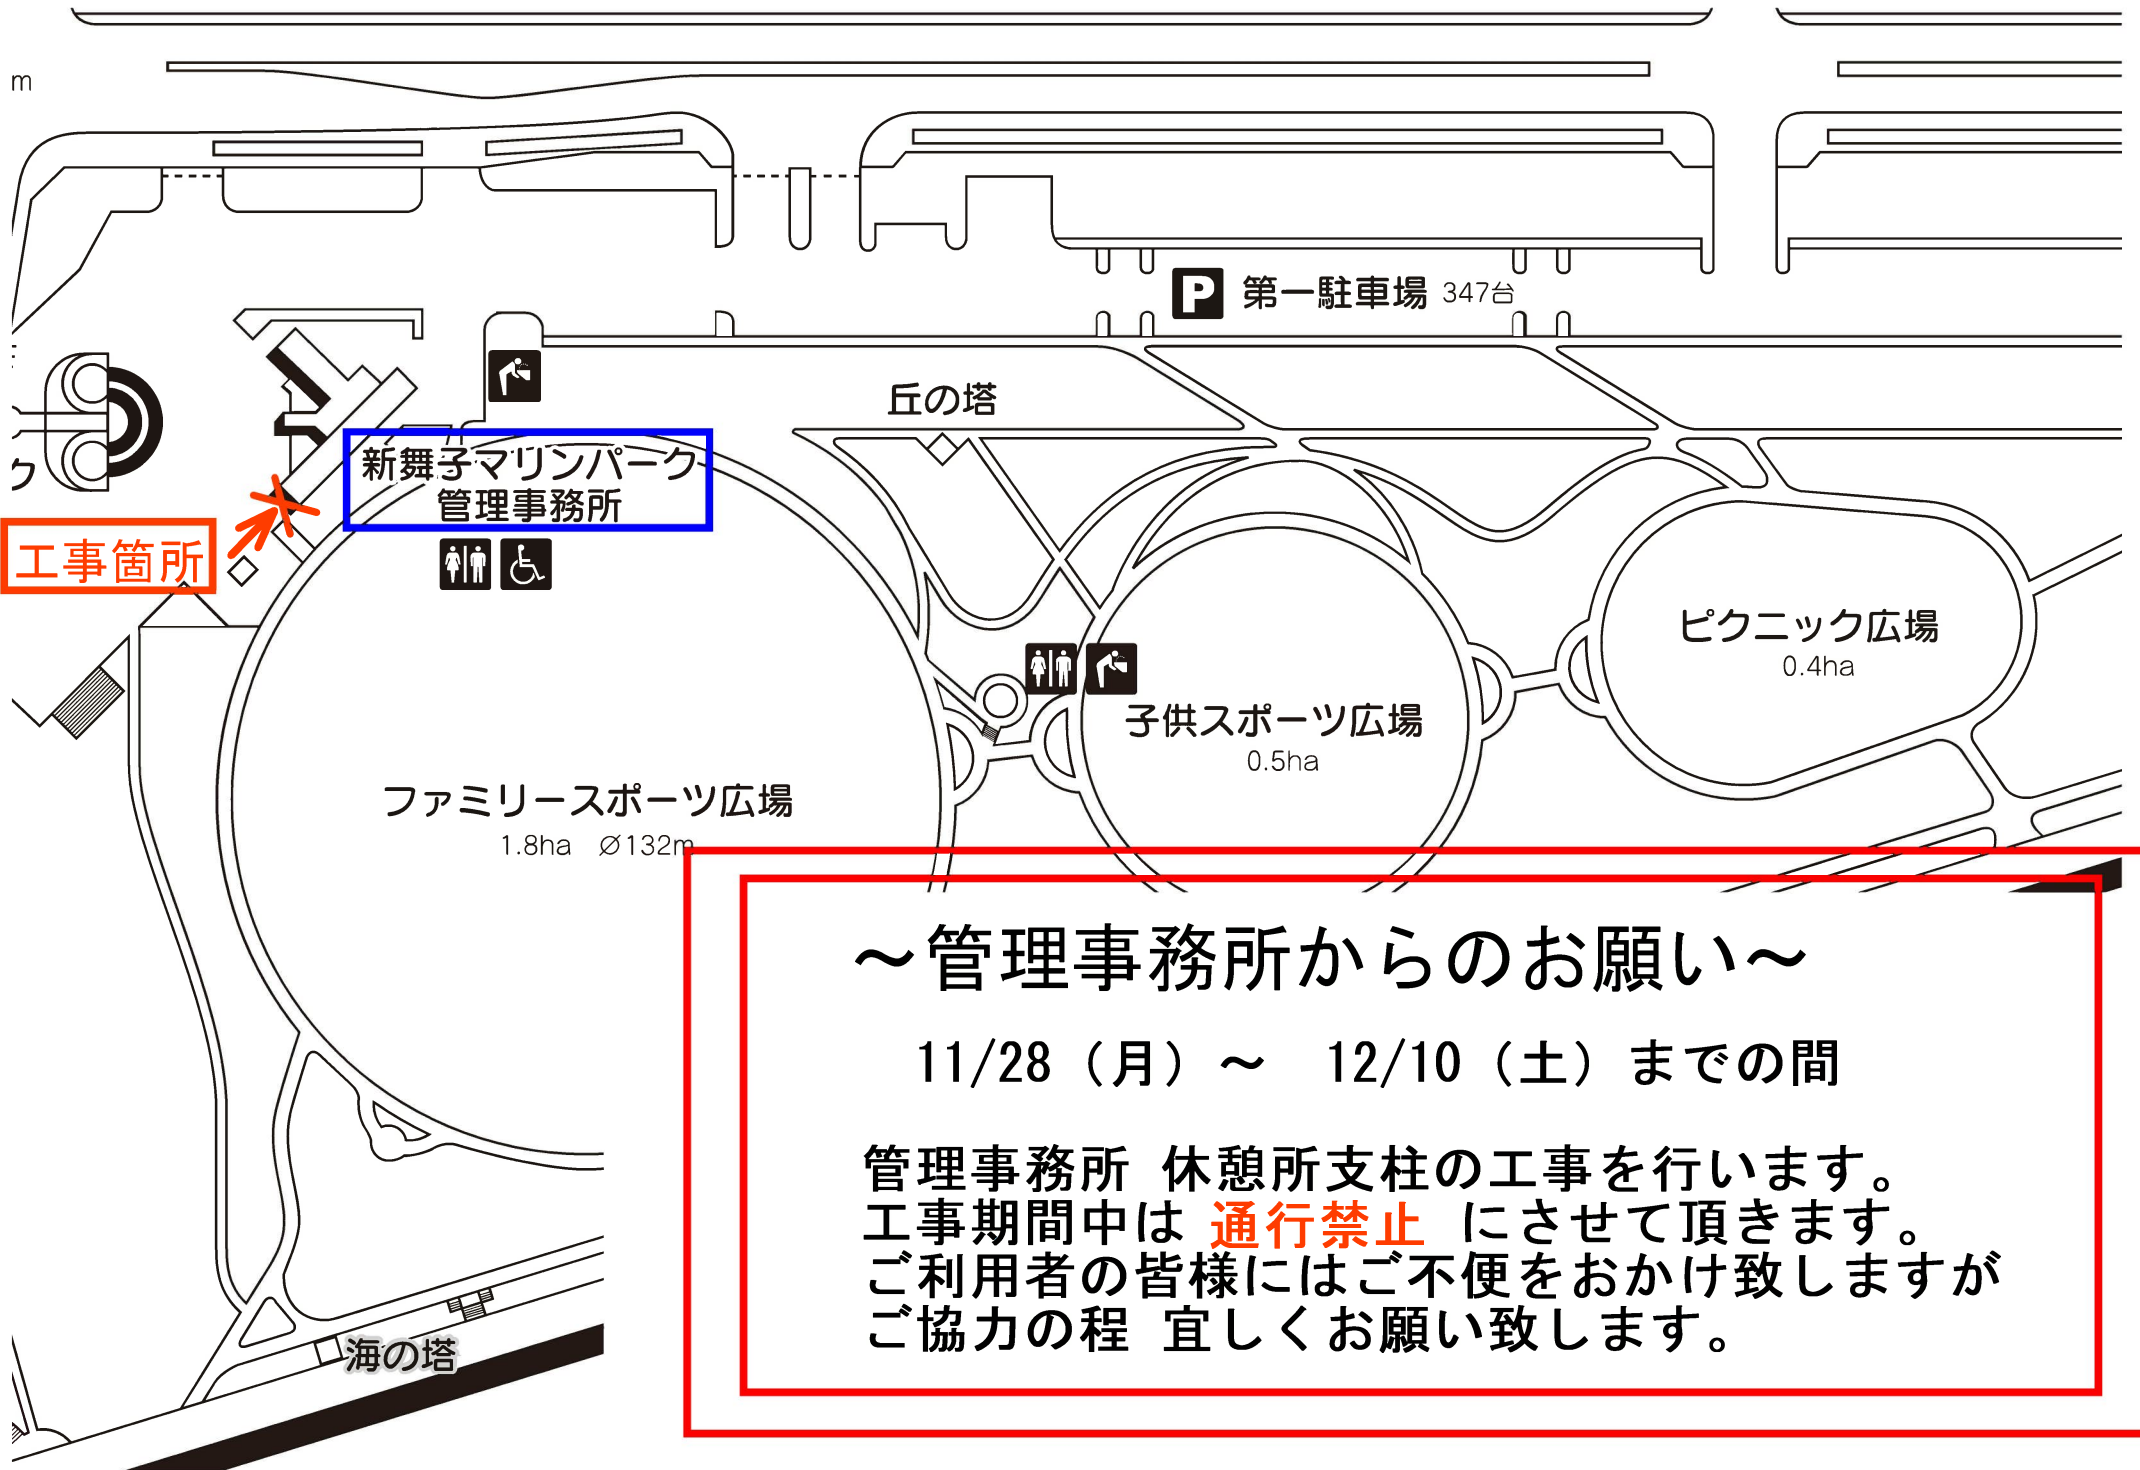 m
P 第一駐車場 347台
丘の塔
新舞子マリンパーク
管理事務所
ク
工事箇所
ピクニック広場
0.4ha
子供スポーツ広場
0.5ha
ファミリースポーツ広場
1.8ha ∅132m
～管理事務所からのお願い～
11/28（月）～ 12/10（土）までの間
管理事務所 休憩所支柱の工事を行います。
工事期間中は 通行禁止 にさせて頂きます。
ご利用者の皆様にはご不便をおかけ致しますが
ご協力の程 宜しくお願い致します。
海の塔